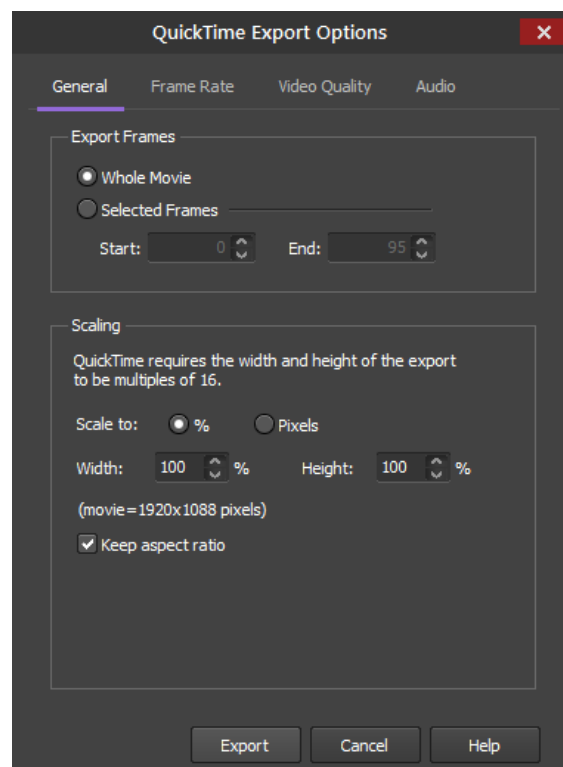 QuickTime Export Options
General Frame Rate Video Quality Audio
Export Frames
Whole Movie
Selected Frames
Start: 0 End: 95
Scaling
QuickTime requires the width and height of the export
to be multiples of 16.
Scale to: % Pixels
Width: 100 % Height: 100 %
(movie=1920x1088 pixels)
Keep aspect ratio
Export Cancel Help